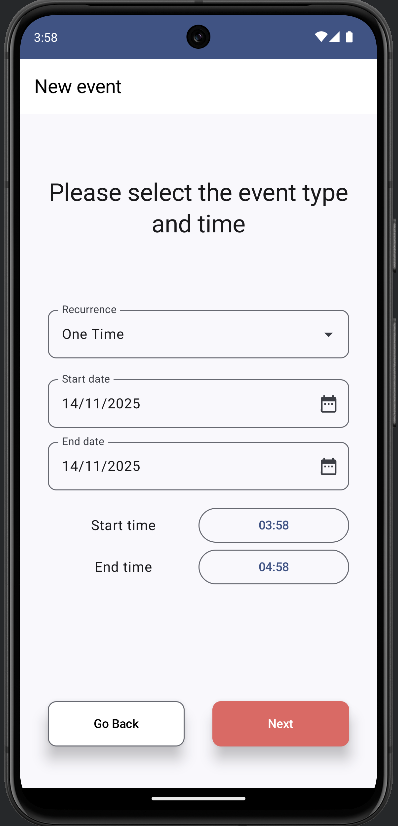 3:58
New event
Please select the event type
and time
Recurrence
One Time
Start date
14/11/2025
End date
14/11/2025
Start time
03:58
End time
04:58
Go Back
Next